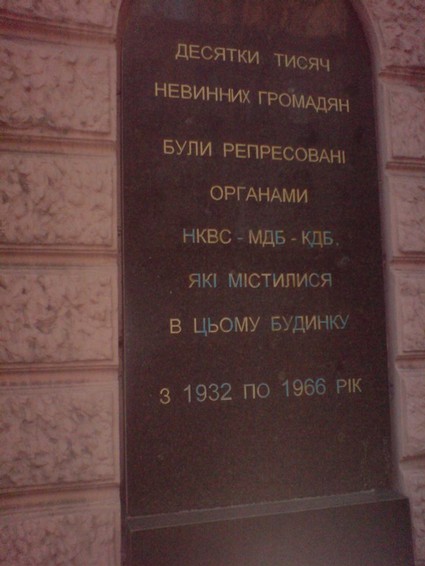 ДЕСЯТКИ ТИСЯЧ
НЕВИННИХ ГРОМАДЯН
БУЛИ РЕПРЕСОВАНІ
ОРГАНАМИ
НКВС - МДБ - КДБ,
ЯКІ МІСТИЛИСЯ
В ЦЬОМУ БУДИНКУ
З 1932 ПО 1966 РІК